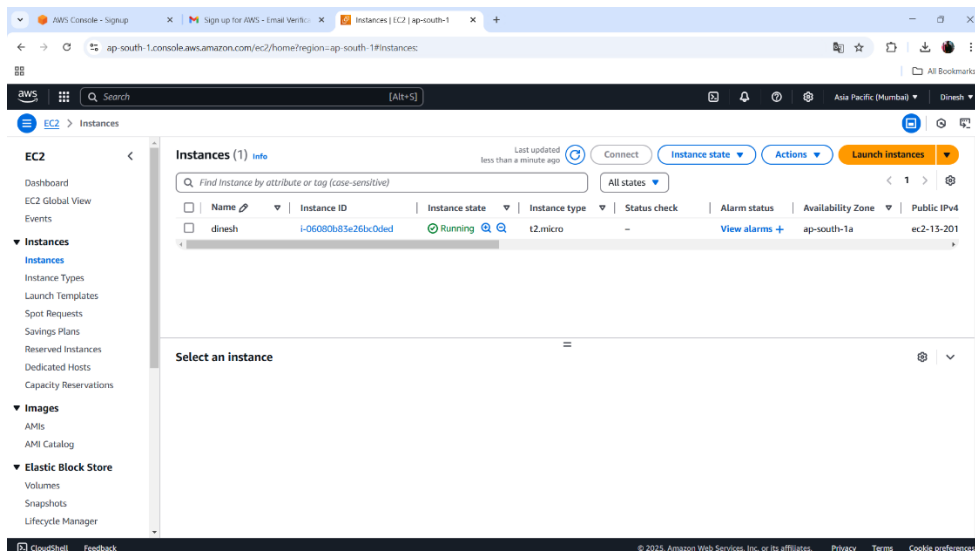 AWS Console - Signup
Sign up for AWS - Email Verific
Instances | EC2 | ap-south-1
ap-south-1.console.aws.amazon.com/ec2/home?region=ap-south-1#Instances:
All Bookmarks
aws Search [Alt+S] Asia Pacific (Mumbai) Dinesh
EC2 > Instances
EC2
Dashboard
EC2 Global View
Events
Instances
Instances
Instance Types
Launch Templates
Spot Requests
Savings Plans
Reserved Instances
Dedicated Hosts
Capacity Reservations
Images
AMIs
AMI Catalog
Elastic Block Store
Volumes
Snapshots
Lifecycle Manager
Instances (1) Info
Last updated
less than a minute ago
Connect Instance state Actions Launch instances
Find Instance by attribute or tag (case-sensitive) All states 1
Name Instance ID Instance state Instance type Status check Alarm status Availability Zone Public IPv4
dinesh i-06080b83e26bc0ded Running t2.micro – View alarms + ap-south-1a ec2-13-201
Select an instance
CloudShell Feedback © 2025, Amazon Web Services, Inc. or its affiliates. Privacy Terms Cookie preferences